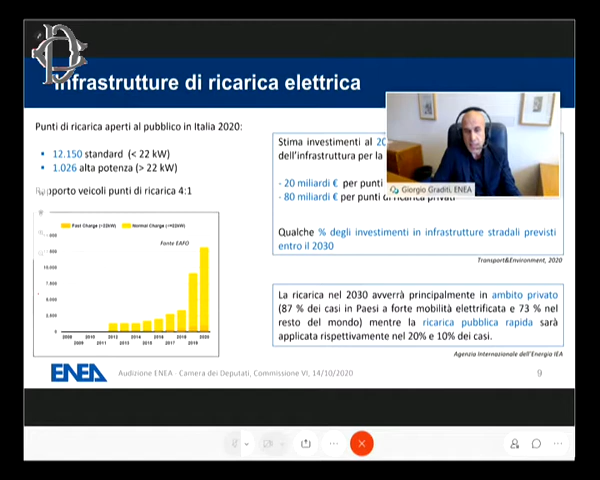 Infrastrutture di ricarica elettrica
Punti di ricarica aperti al pubblico in Italia 2020:
• 12.150 standard (< 22 kW)
• 1.026 alta potenza (> 22 kW)
Rapporto veicoli punti di ricarica 4:1
Fast Charge (>22kW) Normal Charge (<=22kW)
Fonte EAFO
10.000
0
2008 2010 2012 2014 2016 2018 2020
2009 2011 2013 2015 2017 2019
Stima investimenti al
dell'infrastruttura per la
- 20 miliardi € per punti
- 80 miliardi € per punti di ricarica privati
Qualche % degli investimenti in infrastrutture stradali previsti
entro il 2030
Transport&Environment, 2020
Giorgio Graditi, ENEA
La ricarica nel 2030 avverrà principalmente in ambito privato
(87 % dei casi in Paesi a forte mobilità elettrificata e 73 % nel
resto del mondo) mentre la ricarica pubblica rapida sarà
applicata rispettivamente nel 20% e 10% dei casi.
Agenzia Internazionale dell'Energia IEA
ENEA
Audizione ENEA - Camera dei Deputati, Commissione VI, 14/10/2020
9